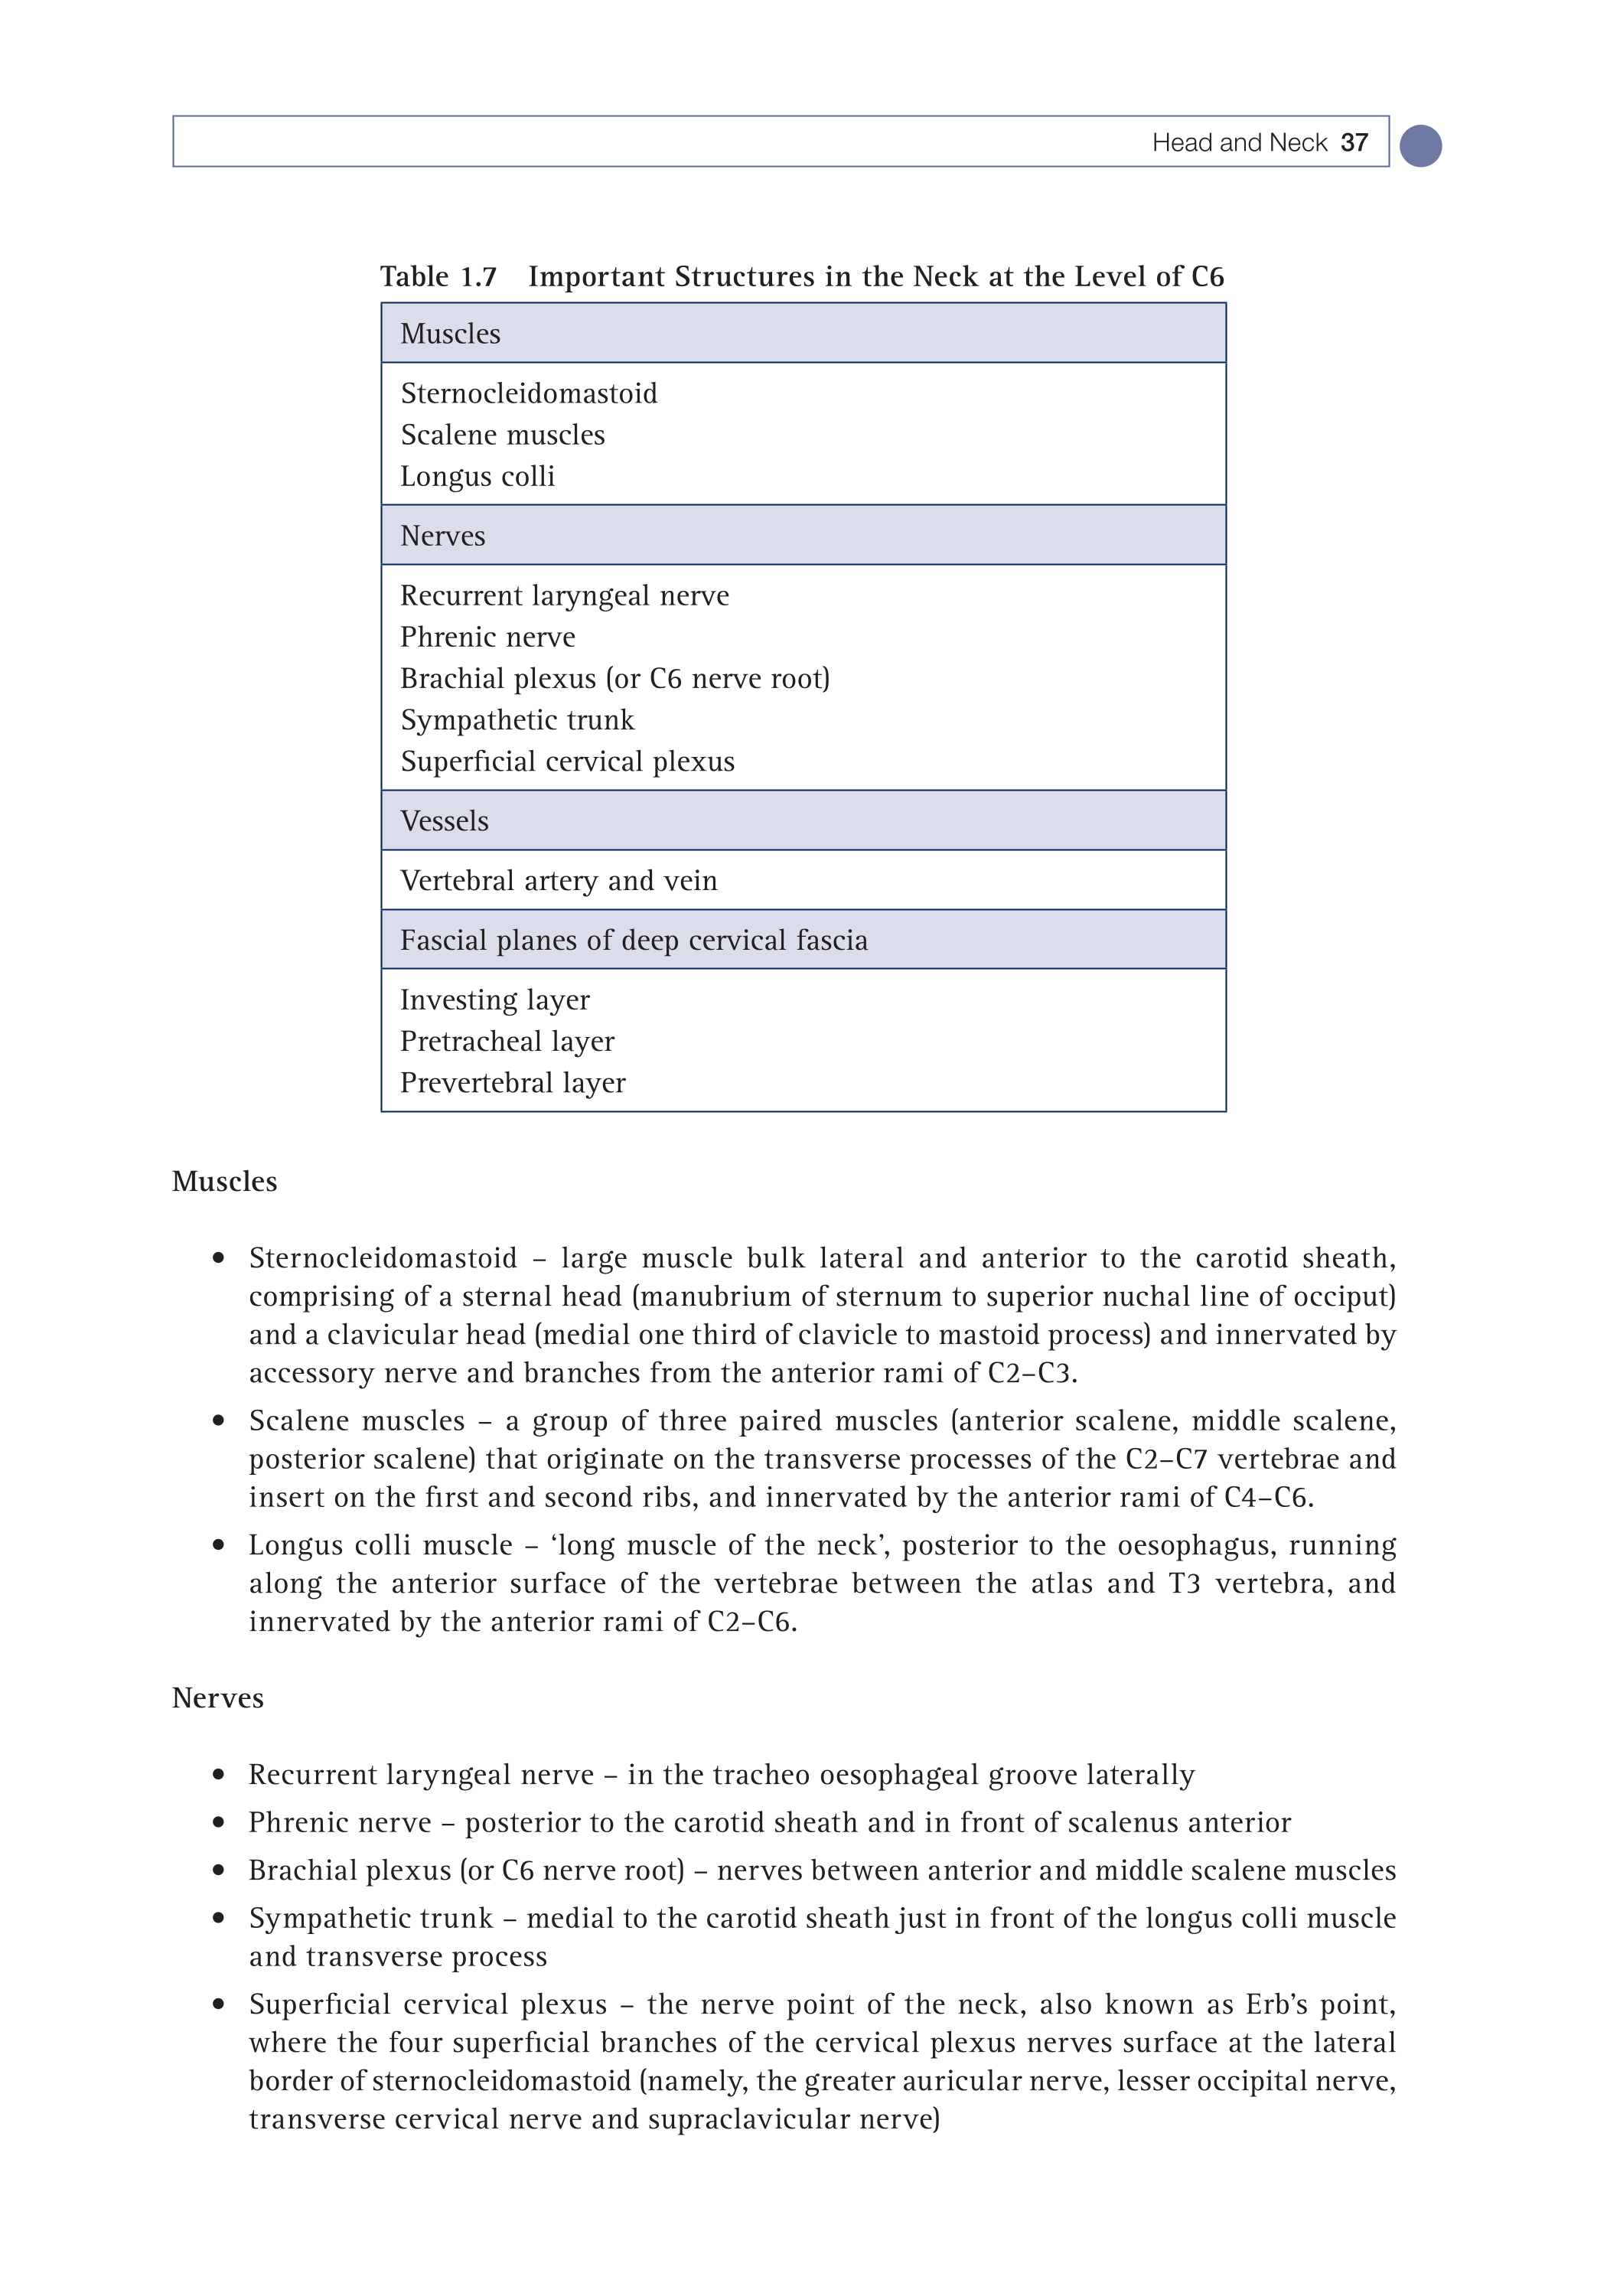 Head and Neck 37
Table 1.7 Important Structures in the Neck at the Level of C6
Muscles
Sternocleidomastoid
Scalene muscles
Longus colli
Nerves
Recurrent laryngeal nerve
Phrenic nerve
Brachial plexus (or C6 nerve root)
Sympathetic trunk
Superficial cervical plexus
Vessels
Vertebral artery and vein
Fascial planes of deep cervical fascia
Investing layer
Pretracheal layer
Prevertebral layer
Muscles
• Sternocleidomastoid – large muscle bulk lateral and anterior to the carotid sheath,
comprising of a sternal head (manubrium of sternum to superior nuchal line of occiput)
and a clavicular head (medial one third of clavicle to mastoid process) and innervated by
accessory nerve and branches from the anterior rami of C2–C3.
• Scalene muscles – a group of three paired muscles (anterior scalene, middle scalene,
posterior scalene) that originate on the transverse processes of the C2–C7 vertebrae and
insert on the first and second ribs, and innervated by the anterior rami of C4–C6.
• Longus colli muscle – ‘long muscle of the neck’, posterior to the oesophagus, running
along the anterior surface of the vertebrae between the atlas and T3 vertebra, and
innervated by the anterior rami of C2–C6.
Nerves
• Recurrent laryngeal nerve – in the tracheo oesophageal groove laterally
• Phrenic nerve – posterior to the carotid sheath and in front of scalenus anterior
• Brachial plexus (or C6 nerve root) – nerves between anterior and middle scalene muscles
• Sympathetic trunk – medial to the carotid sheath just in front of the longus colli muscle
and transverse process
• Superficial cervical plexus – the nerve point of the neck, also known as Erb’s point,
where the four superficial branches of the cervical plexus nerves surface at the lateral
border of sternocleidomastoid (namely, the greater auricular nerve, lesser occipital nerve,
transverse cervical nerve and supraclavicular nerve)